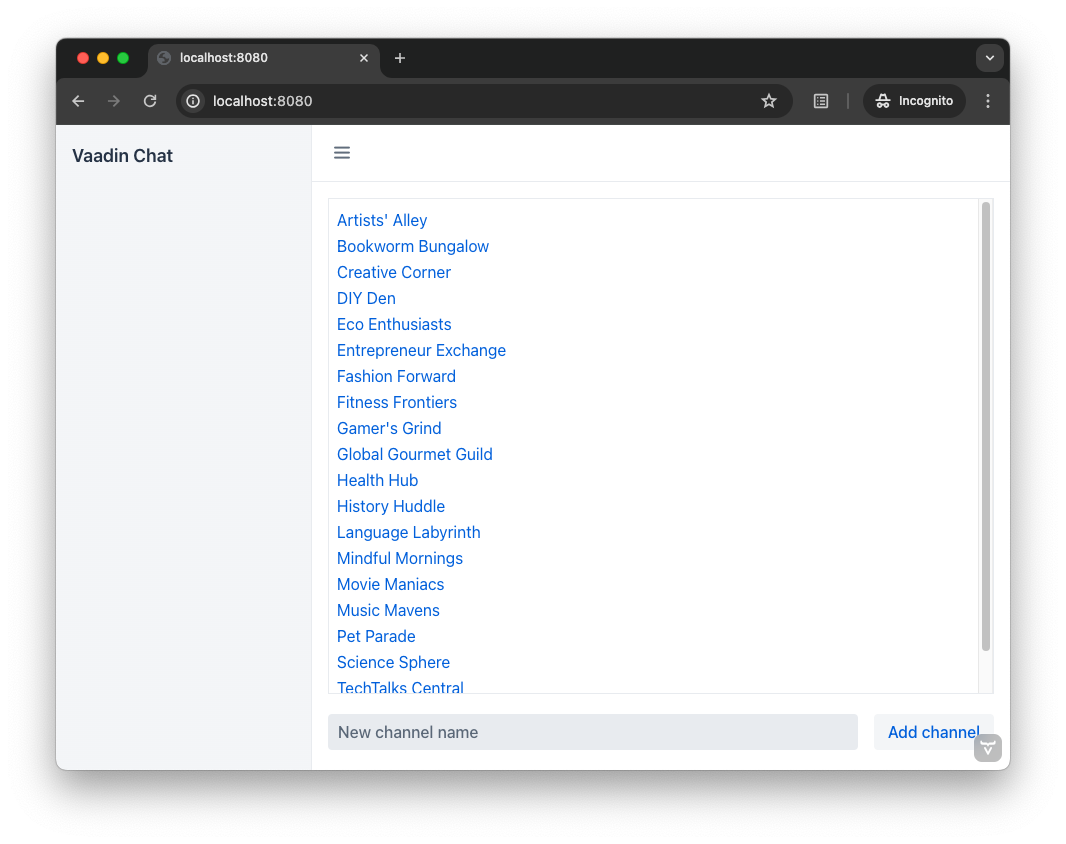 localhost:8080
localhost:8080
Incognito
Vaadin Chat
Artists' Alley
Bookworm Bungalow
Creative Corner
DIY Den
Eco Enthusiasts
Entrepreneur Exchange
Fashion Forward
Fitness Frontiers
Gamer's Grind
Global Gourmet Guild
Health Hub
History Huddle
Language Labyrinth
Mindful Mornings
Movie Maniacs
Music Mavens
Pet Parade
Science Sphere
TechTalks Central
New channel name
Add channel